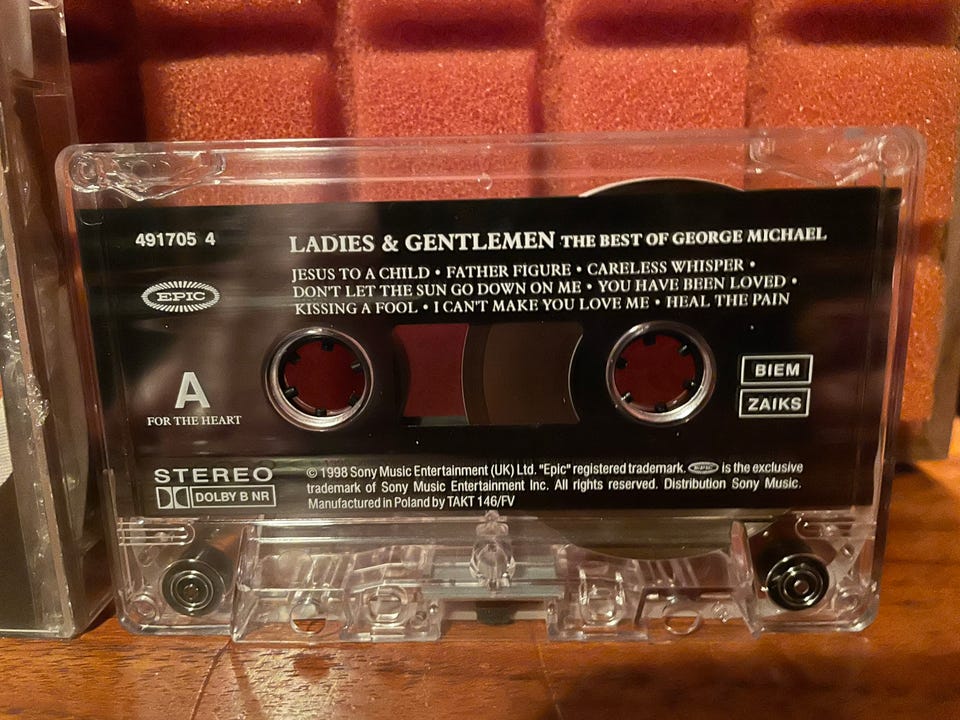 491705 4
LADIES & GENTLEMEN THE BEST OF GEORGE MICHAEL
JESUS TO A CHILD • FATHER FIGURE • CARELESS WHISPER •
DON'T LET THE SUN GO DOWN ON ME • YOU HAVE BEEN LOVED •
KISSING A FOOL • I CAN'T MAKE YOU LOVE ME • HEAL THE PAIN
EPIC
A
FOR THE HEART
BIEM
ZAIKS
STEREO
DOLBY B NR
© 1998 Sony Music Entertainment (UK) Ltd. "Epic" registered trademark. EPIC is the exclusive
trademark of Sony Music Entertainment Inc. All rights reserved. Distribution Sony Music.
Manufactured in Poland by TAKT 146/FV